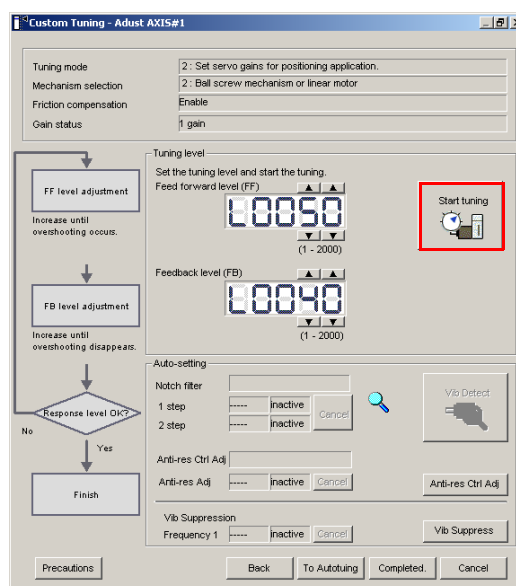 Custom Tuning - Adust AXIS#1
Tuning mode
2 : Set servo gains for positioning application.
Mechanism selection
2 : Ball screw mechanism or linear motor
Friction compensation
Enable
Gain status
1 gain
FF level adjustment
Increase until
overshooting occurs.
FB level adjustment
Increase until
overshooting disappears.
Response level OK?
No
Yes
Finish
Tuning level
Set the tuning level and start the tuning.
Feed forward level (FF)
L0050
(1 - 2000)
Start tuning
Feedback level (FB)
L0040
(1 - 2000)
Auto-setting
Notch filter
1 step ----- inactive
2 step ----- inactive
Cancel
Vib Detect
Anti-res Ctrl Adj
Anti-res Adj ----- inactive Cancel
Anti-res Ctrl Adj
Vib Suppression
Frequency 1 ----- inactive Cancel
Vib Suppress
Precautions
Back
To Autotuing
Completed.
Cancel